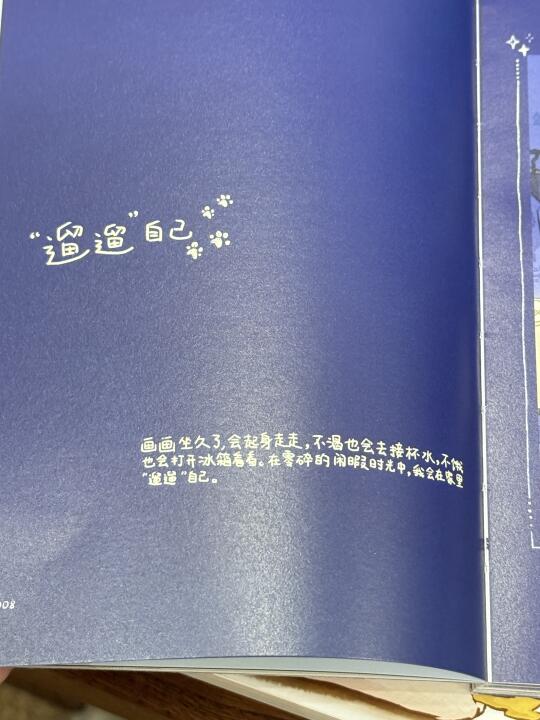 “遛遛”自己
画画坐久了,会起身走走,不渴也会去接杯水,不饿
也会打开冰箱看看。在零碎的闲暇时光中,我会在家里
“遛遛”自己。
008